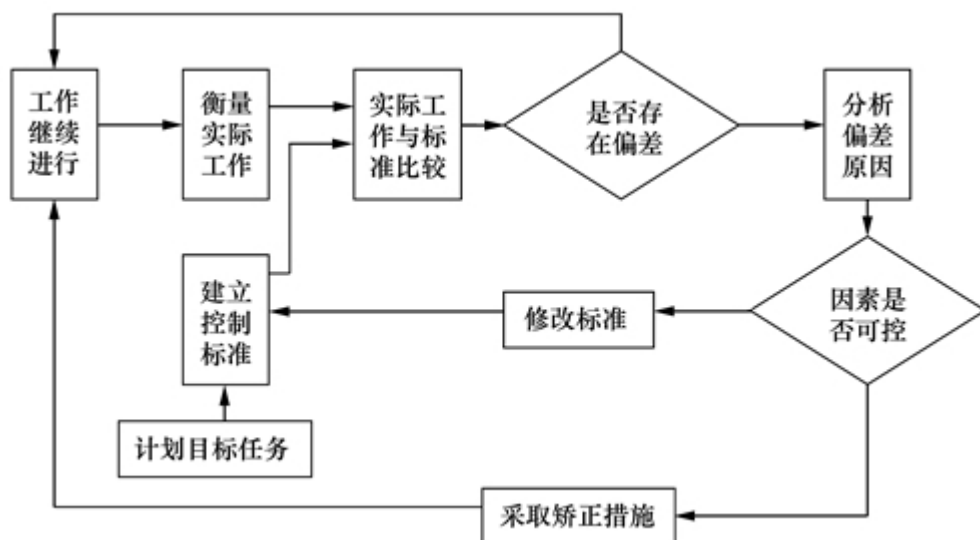 工作
继续
进行
衡量
实际
工作
实际工
作与标
准比较
是否存
在偏差
分析
偏差
原因
建立
控制
标准
修改标准
因素是
否可控
计划目标任务
采取矫正措施